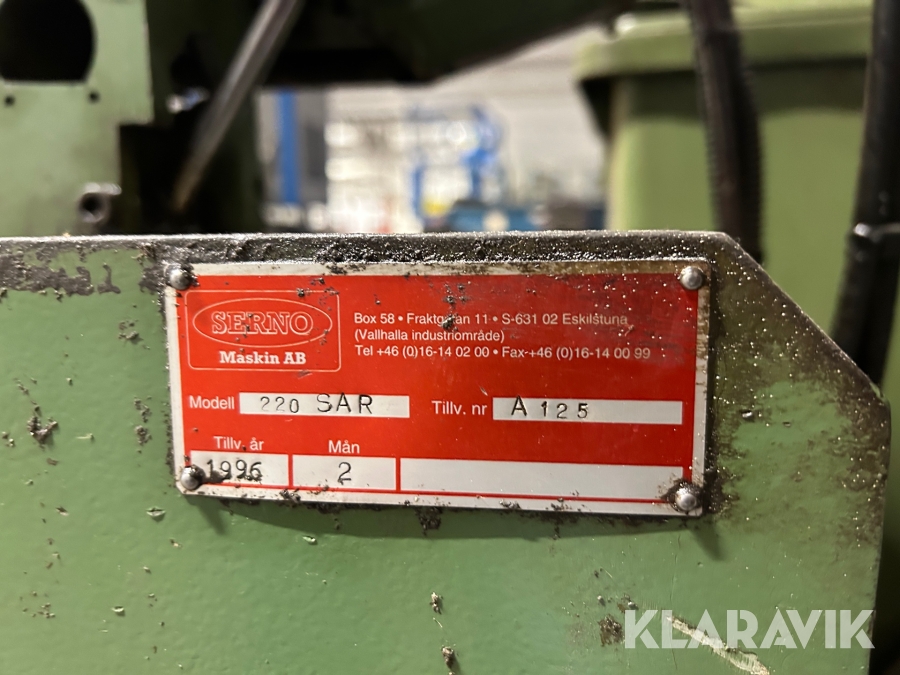 SERNO
Maskin AB
Box 58 • Fraktgatan 11 • S-631 02 Eskilstuna
(Vallhalla industriområde)
Tel +46 (0)16-14 02 00 • Fax +46 (0)16-14 00 99
Modell 220 SAR Tillv. nr A 125
Tillv. år Mån
1996 2
KLARAVIK